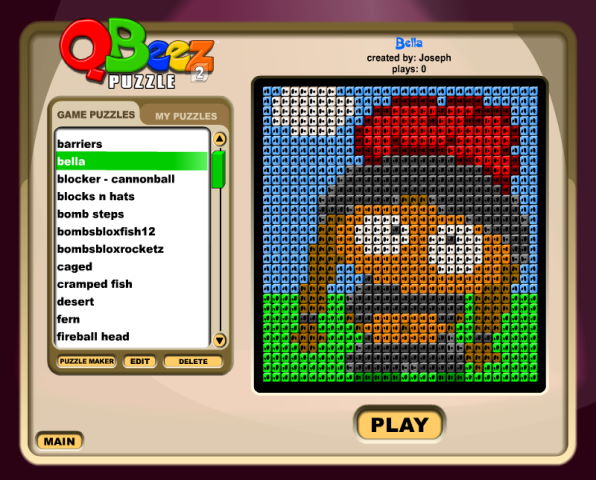 QBeez 2
PUZZLE
Bella
created by: Joseph
plays: 0
GAME PUZZLES
MY PUZZLES
barriers
bella
blocker - cannonball
blocks n hats
bomb steps
bombsbloxfish12
bombsbloxrocketz
caged
cramped fish
desert
fern
fireball head
PUZZLE MAKER
EDIT
DELETE
PLAY
MAIN